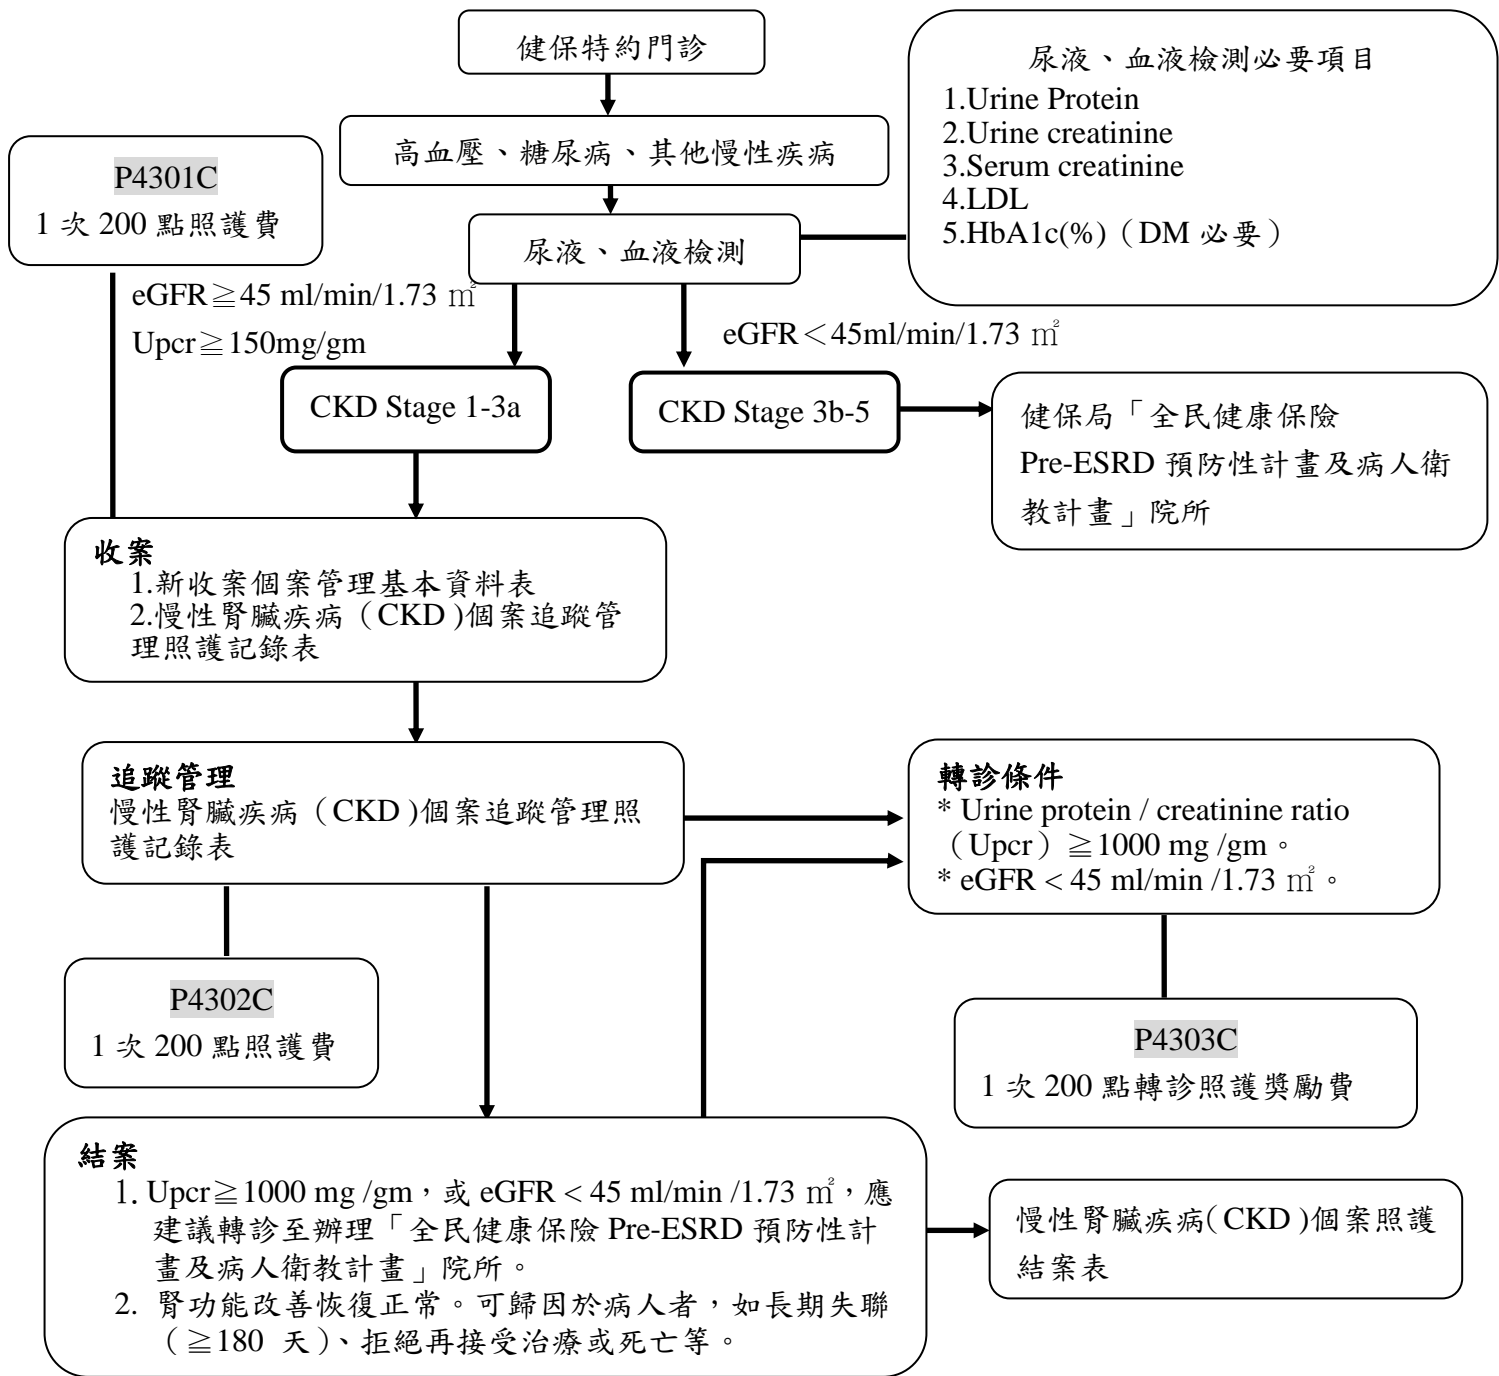 健保特約門診
尿液、血液檢測必要項目
1.Urine Protein
2.Urine creatinine
3.Serum creatinine
4.LDL
5.HbA1c(%)（DM 必要）
高血壓、糖尿病、其他慢性疾病
P4301C
1 次 200 點照護費
尿液、血液檢測
eGFR≧45 ml/min/1.73 ㎡
Upcr≧150mg/gm
eGFR＜45ml/min/1.73 ㎡
CKD Stage 1-3a
CKD Stage 3b-5
健保局「全民健康保險
Pre-ESRD 預防性計畫及病人衛
教計畫」院所
收案
1.新收案個案管理基本資料表
2.慢性腎臟疾病（CKD )個案追蹤管
理照護記錄表
追蹤管理
慢性腎臟疾病（CKD )個案追蹤管理照
護記錄表
轉診條件
* Urine protein / creatinine ratio
（Upcr）≧1000 mg /gm。
* eGFR < 45 ml/min /1.73 ㎡。
P4302C
1 次 200 點照護費
P4303C
1 次 200 點轉診照護獎勵費
結案
1. Upcr≧1000 mg /gm，或 eGFR < 45 ml/min /1.73 ㎡，應
建議轉診至辦理「全民健康保險 Pre-ESRD 預防性計
畫及病人衛教計畫」院所。
2. 腎功能改善恢復正常。可歸因於病人者，如長期失聯
（≧180 天）、拒絕再接受治療或死亡等。
慢性腎臟疾病(CKD )個案照護
結案表